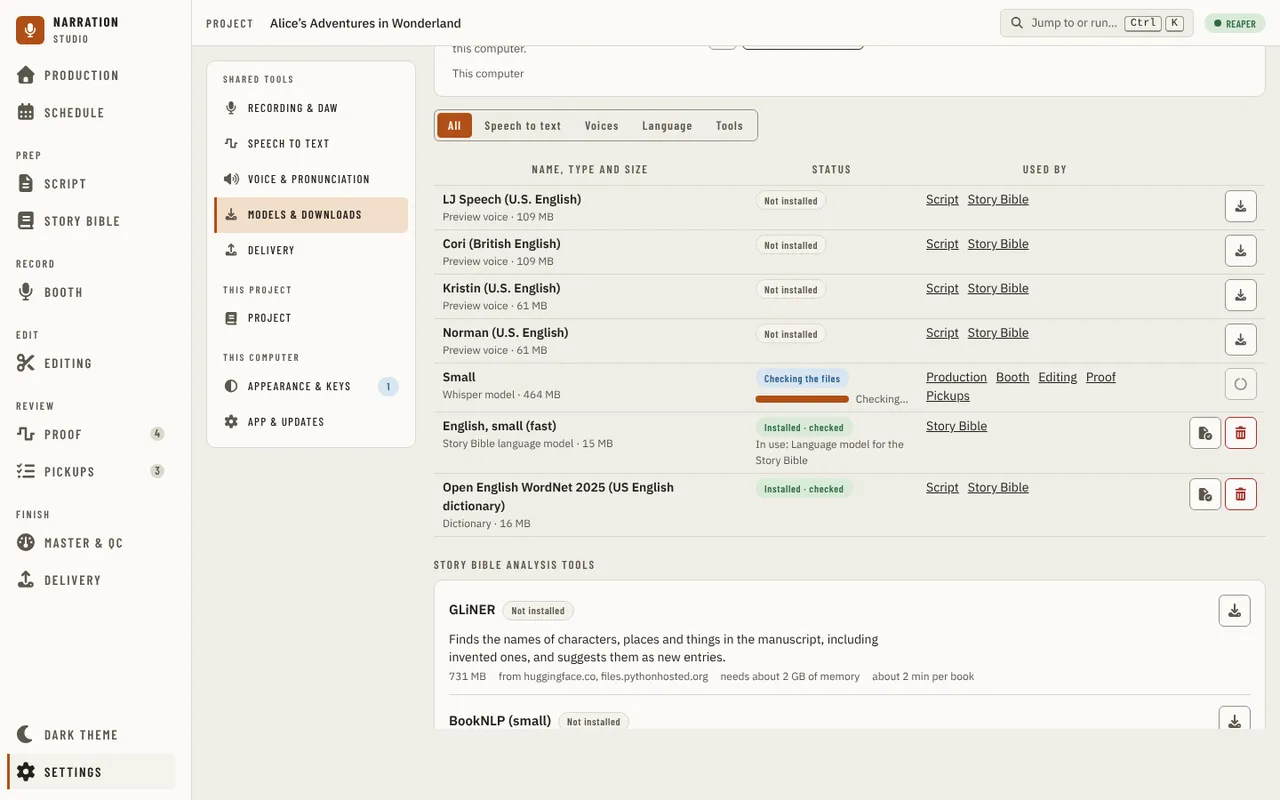 NARRATION
STUDIO
PRODUCTION
SCHEDULE
PREP
SCRIPT
STORY BIBLE
RECORD
BOOTH
EDIT
EDITING
REVIEW
PROOF 4
PICKUPS 3
FINISH
MASTER & QC
DELIVERY
DARK THEME
SETTINGS
PROJECT Alice's Adventures in Wonderland
Jump to or run... Ctrl K
REAPER
SHARED TOOLS
RECORDING & DAW
SPEECH TO TEXT
VOICE & PRONUNCIATION
MODELS & DOWNLOADS
DELIVERY
THIS PROJECT
PROJECT
THIS COMPUTER
APPEARANCE & KEYS 1
APP & UPDATES
this computer.
This computer
All Speech to text Voices Language Tools
NAME, TYPE AND SIZE STATUS USED BY
LJ Speech (U.S. English) Not installed Script Story Bible
Preview voice · 109 MB
Cori (British English) Not installed Script Story Bible
Preview voice · 109 MB
Kristin (U.S. English) Not installed Script Story Bible
Preview voice · 61 MB
Norman (U.S. English) Not installed Script Story Bible
Preview voice · 61 MB
Small Checking the files Production Booth Editing Proof
Whisper model · 464 MB Checking... Pickups
English, small (fast) Installed · checked Story Bible
Story Bible language model · 15 MB In use: Language model for the
Story Bible
Open English WordNet 2025 (US English Installed · checked Script Story Bible
dictionary)
Dictionary · 16 MB
STORY BIBLE ANALYSIS TOOLS
GLiNER Not installed
Finds the names of characters, places and things in the manuscript, including
invented ones, and suggests them as new entries.
731 MB from huggingface.co, files.pythonhosted.org needs about 2 GB of memory about 2 min per book
BookNLP (small) Not installed